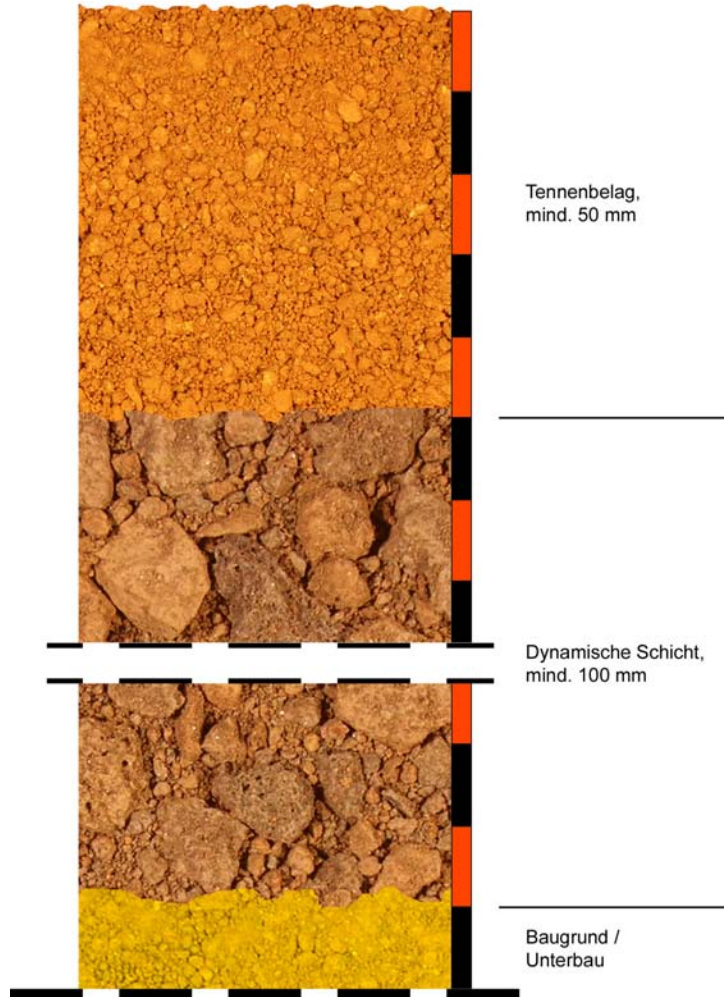 Tennenbelag,
mind. 50 mm
Dynamische Schicht,
mind. 100 mm
Baugrund /
Unterbau